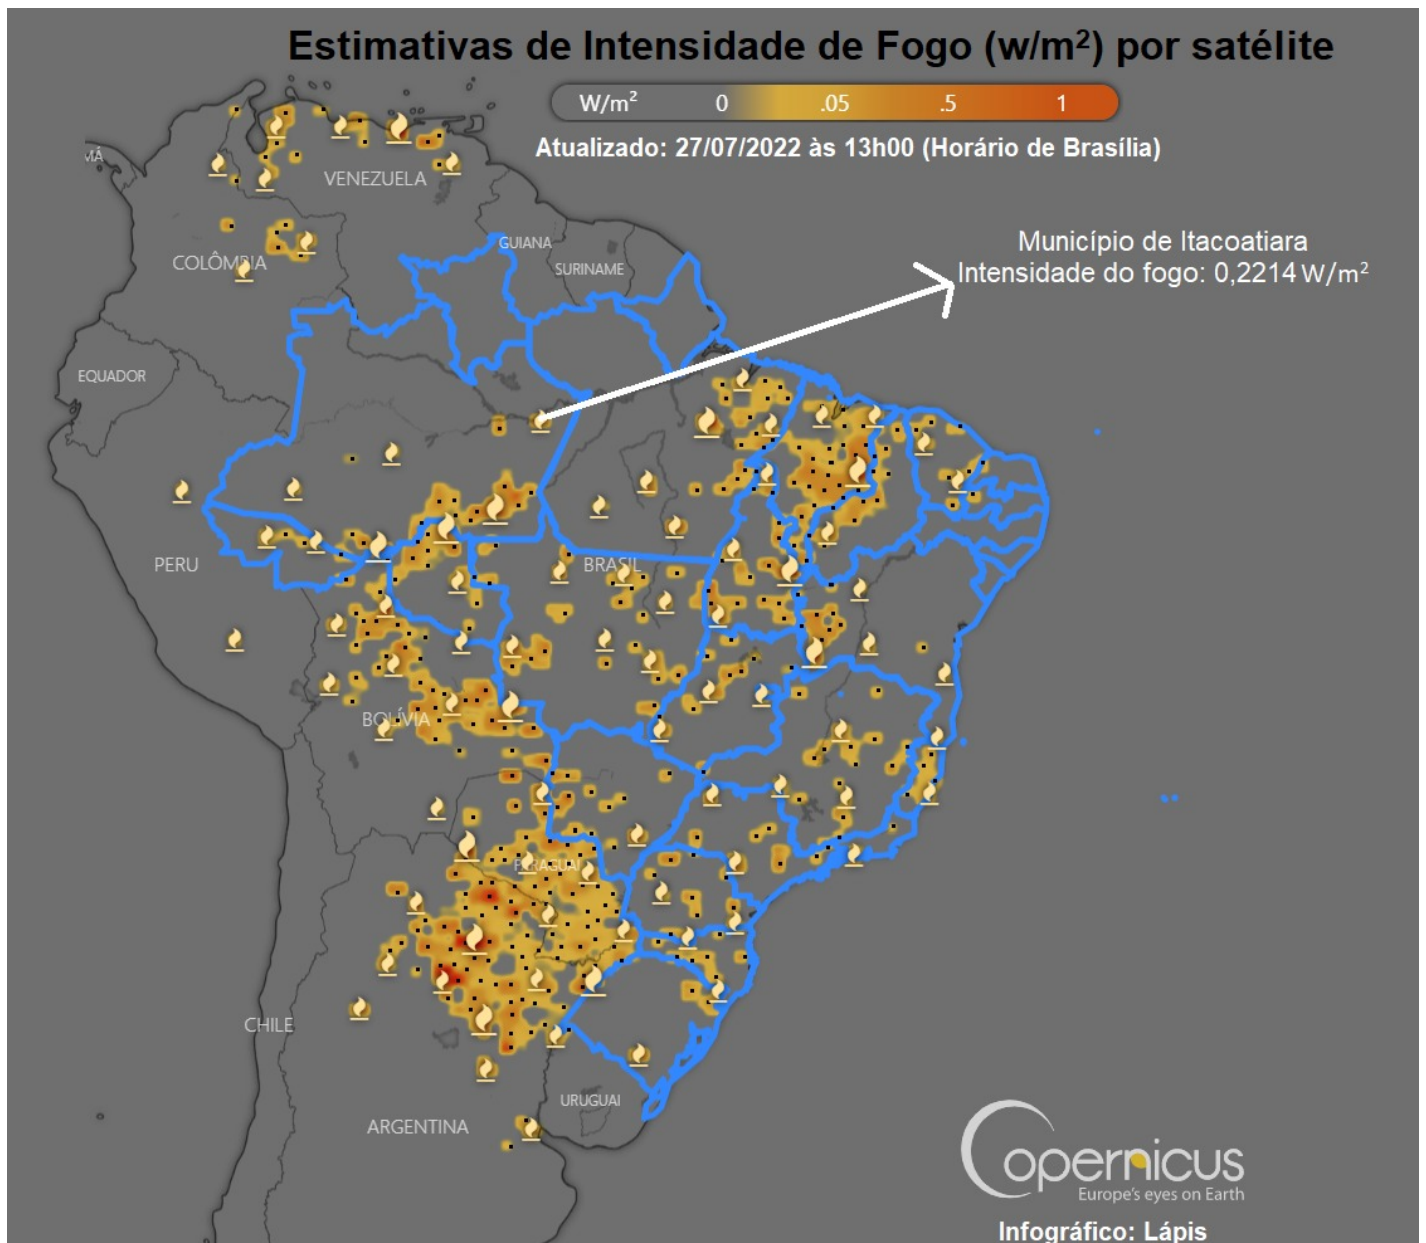 Estimativas de Intensidade de Fogo (w/m²) por satélite
W/m² 0 .05 .5 1
Atualizado: 27/07/2022 às 13h00 (Horário de Brasília)
MÁ
VENEZUELA
Município de Itacoatiara
Intensidade do fogo: 0,2214 W/m²
GUIANA
COLÔMBIA
SURINAME
EQUADOR
PERU
BRASIL
BOLÍVIA
PARAGUAI
CHILE
URUGUAI
ARGENTINA
Copernicus
Europe's eyes on Earth
Infográfico: Lápis